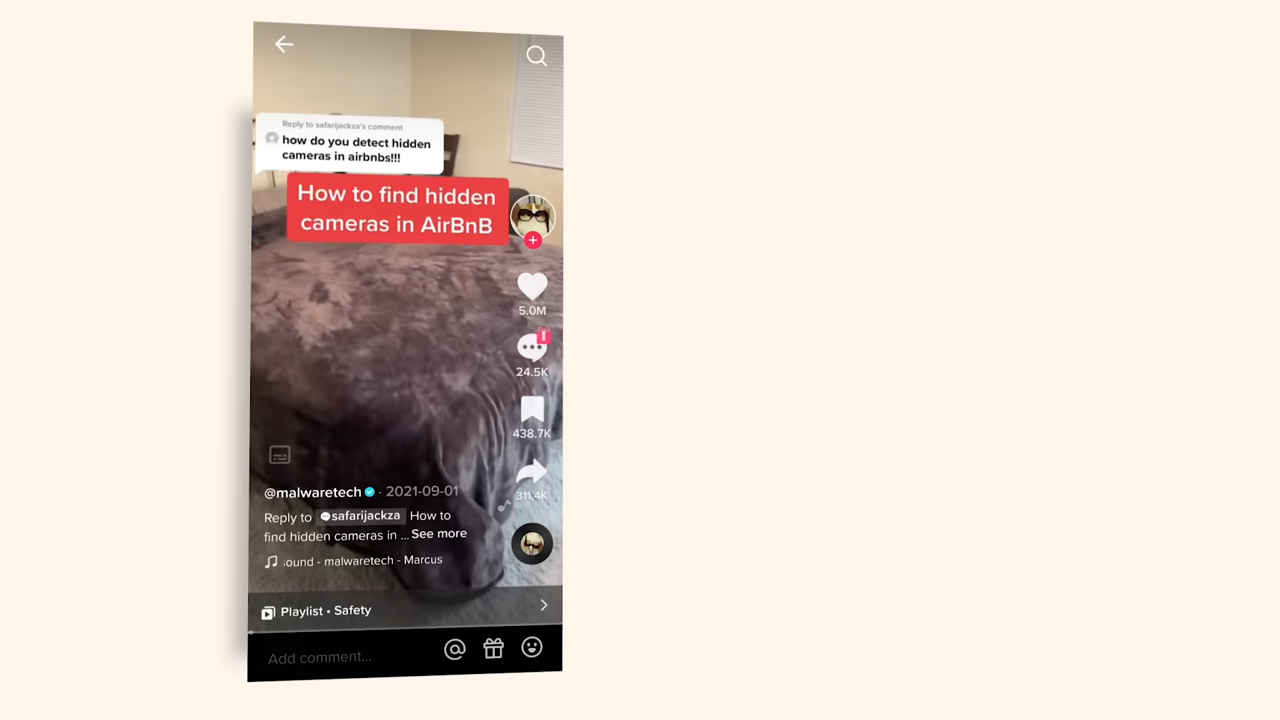 Reply to safarijackza's comment
how do you detect hidden
cameras in airbnbs!!!
How to find hidden
cameras in AirBnB
5.0M
24.5K
438.7K
311.4K
@malwaretech · 2021-09-01
Reply to safarijackza How to
find hidden cameras in ... See more
ound - malwaretech - Marcus
Playlist • Safety
Add comment...